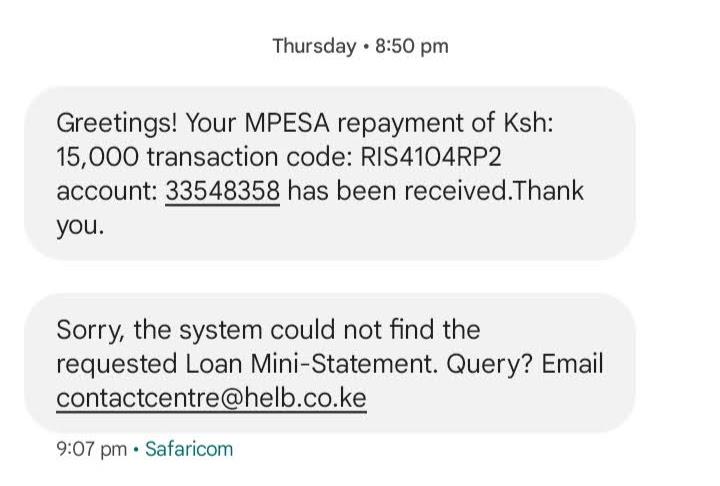 Thursday • 8:50 pm
Greetings! Your MPESA repayment of Ksh:
15,000 transaction code: RIS4104RP2
account: 33548358 has been received.Thank
you.
Sorry, the system could not find the
requested Loan Mini-Statement. Query? Email
contactcentre@helb.co.ke
9:07 pm • Safaricom